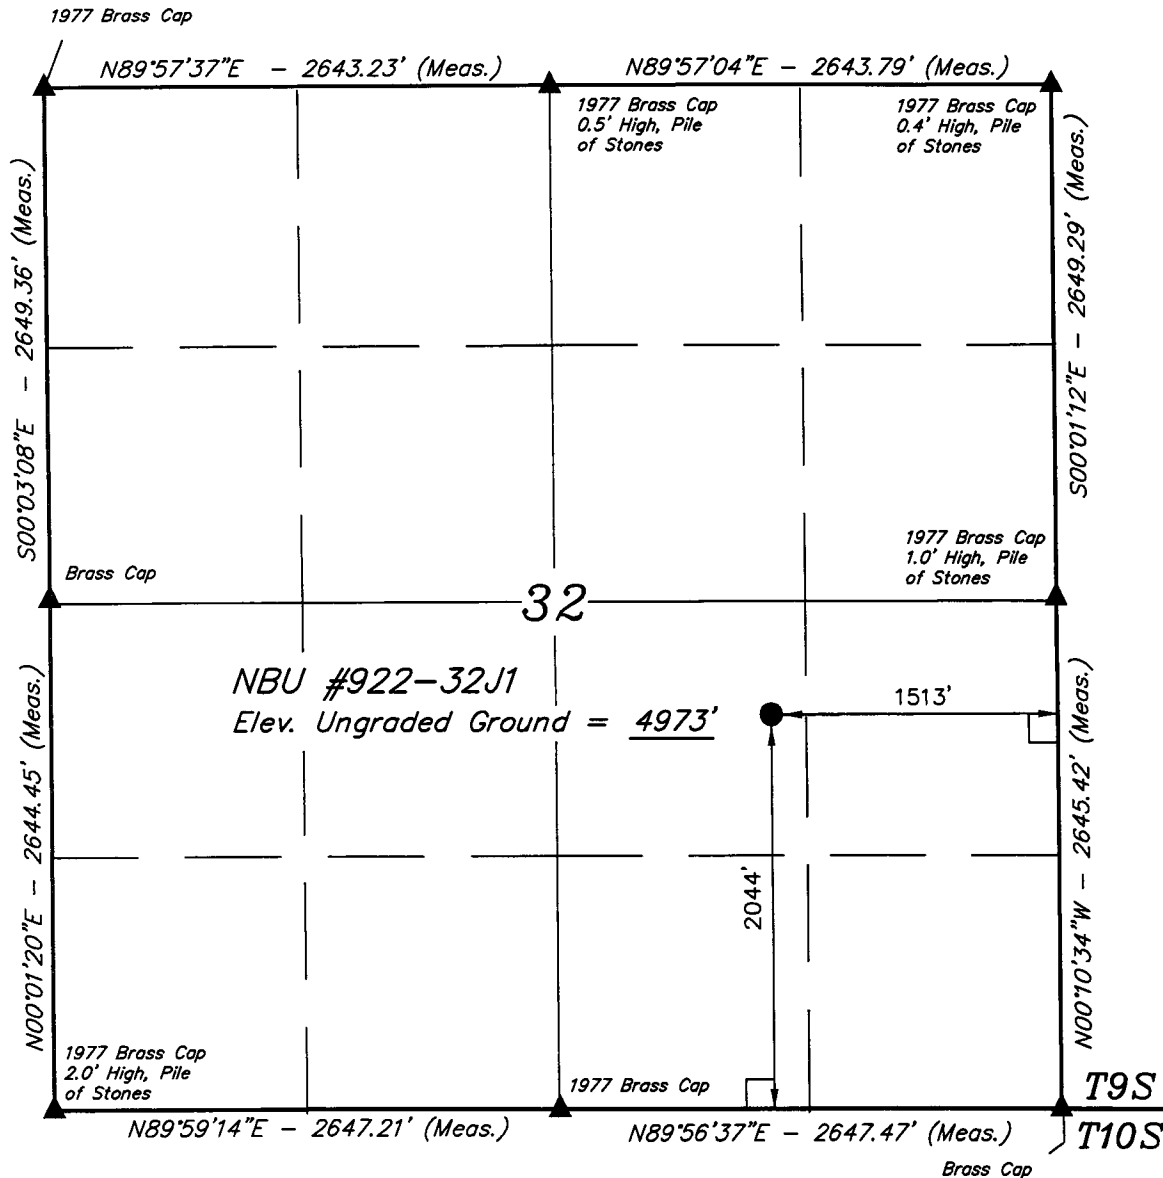 1977 Brass Cap
N89°57'37"E - 2643.23' (Meas.)
N89°57'04"E - 2643.79' (Meas.)
1977 Brass Cap
0.5' High, Pile
of Stones
1977 Brass Cap
0.4' High, Pile
of Stones
S00°03'08"E - 2649.36' (Meas.)
S00°01'12"E - 2649.29' (Meas.)
Brass Cap
1977 Brass Cap
1.0' High, Pile
of Stones
32
NBU #922-32J1
Elev. Ungraded Ground = 4973'
1513'
N00°01'20"E - 2644.45' (Meas.)
2044'
N00°10'34"W - 2645.42' (Meas.)
1977 Brass Cap
2.0' High, Pile
of Stones
1977 Brass Cap
T9S
N89°59'14"E - 2647.21' (Meas.)
N89°56'37"E - 2647.47' (Meas.)
T10S
Brass Cap